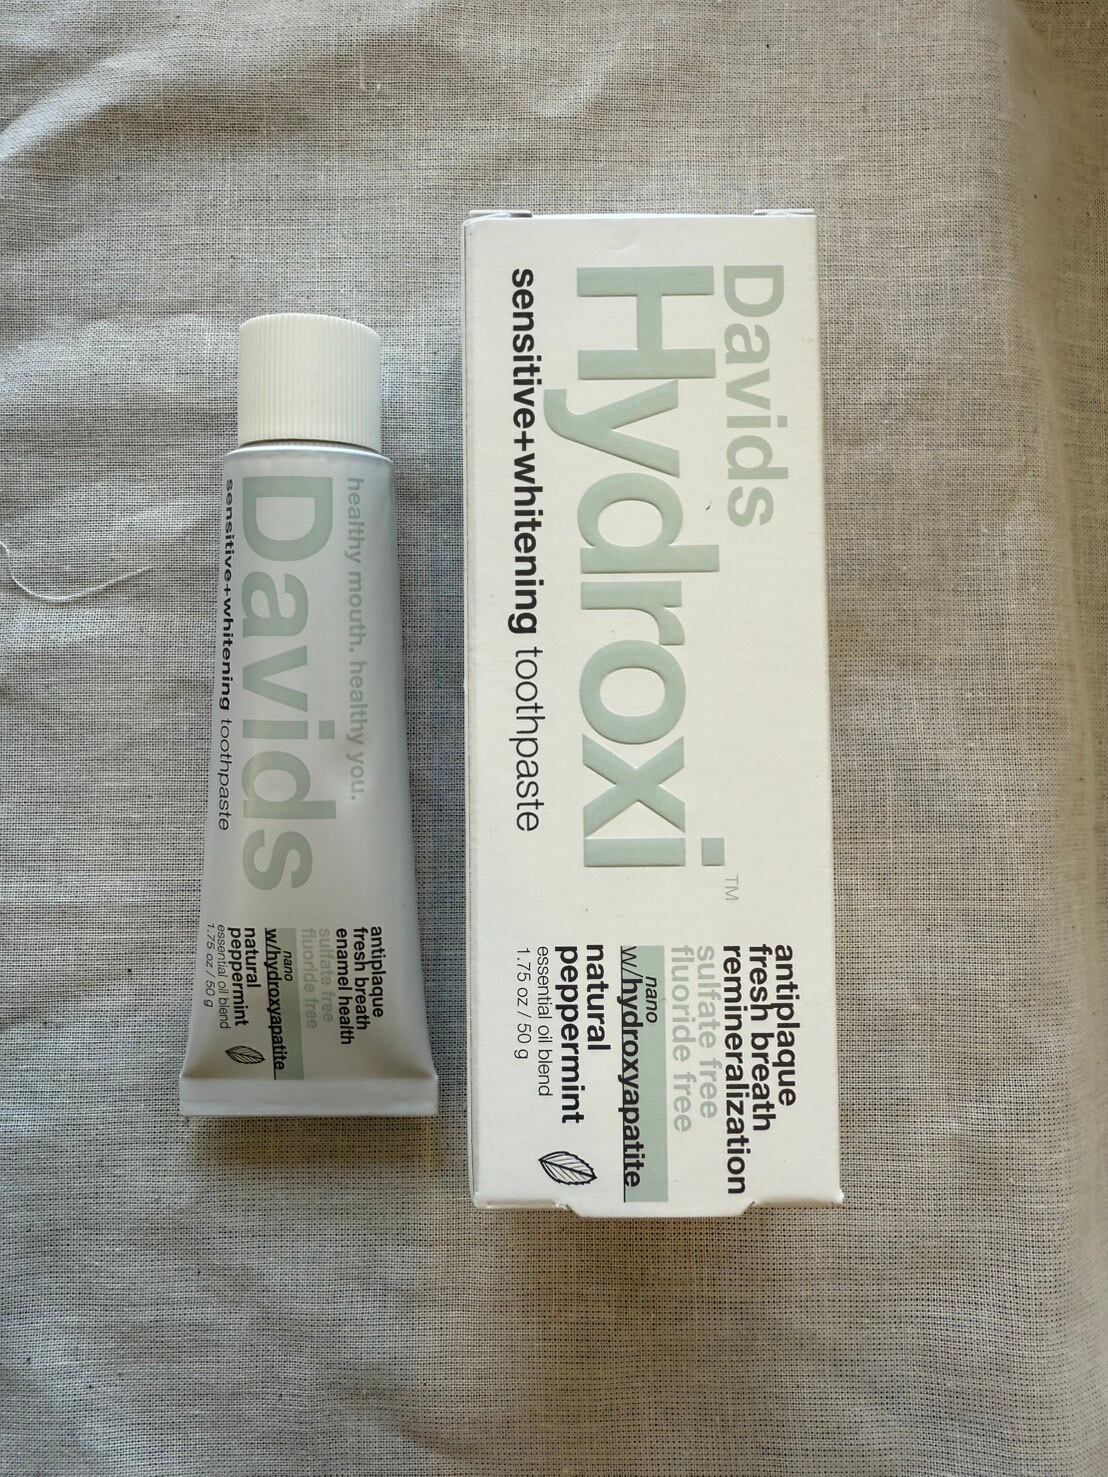 healthy mouth. healthy you.
Davids
sensitive+whitening toothpaste
antiplaque
fresh breath
enamel health
sulfate free
fluoride free
nano
w/hydroxyapatite
natural
peppermint
essential oil blend
1.75 oz / 50 g
Davids
Hydroxi™
sensitive+whitening toothpaste
antiplaque
fresh breath
remineralization
sulfate free
fluoride free
nano
w/hydroxyapatite
natural
peppermint
essential oil blend
1.75 oz / 50 g